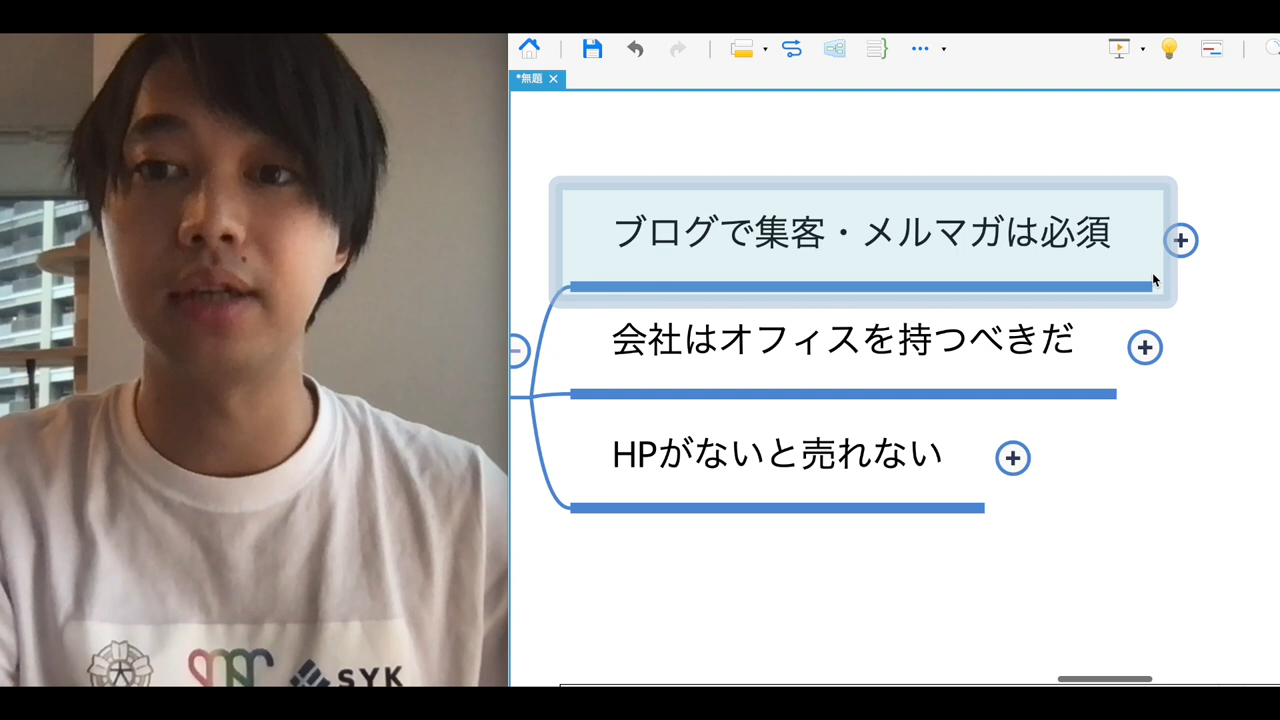 *無題
ブログで集客・メルマガは必須
会社はオフィスを持つべきだ
HPがないと売れない
SYK